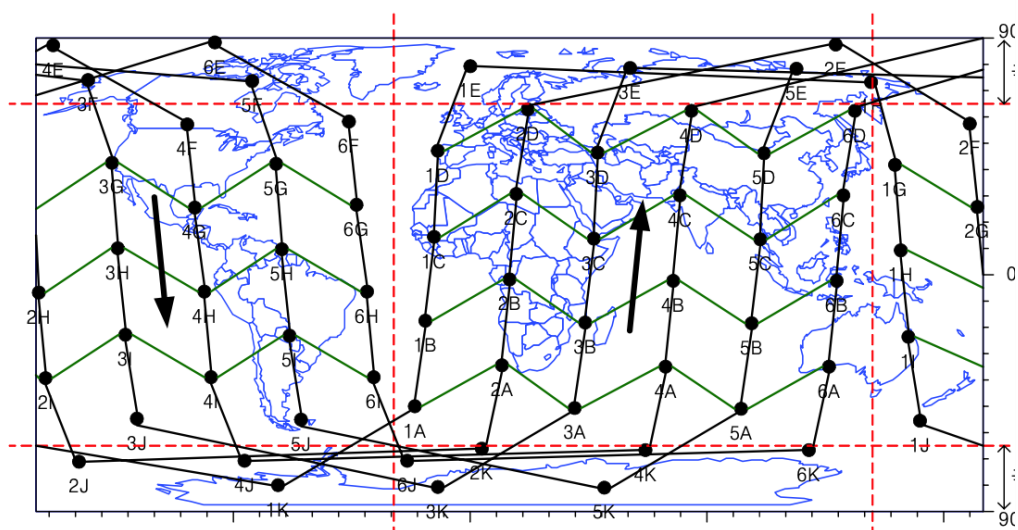 90
4E 6E 1E 3E 5E 2E
3F 5F
4F 6F 2D 4D 6D 2F
3G 5G 1D 3D 5D 1G
4G 6G 2C 4C 6C 2G
3H 5H 1C 3C 5C 1H 0
2H 4H 6H 2B 4B 6B
3I 5I 1B 3B 5B 1I
2I 4I 6I 2A 4A 6A
3J 5J 1A 3A 5A 1J
2J 4J 6J 2K 4K 6K
1K 3K 5K
90